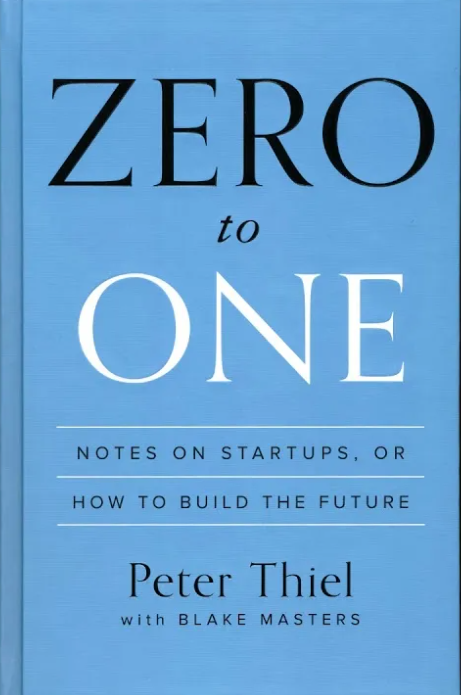 ZERO
to
ONE
NOTES ON STARTUPS, OR
HOW TO BUILD THE FUTURE
Peter Thiel
with BLAKE MASTERS